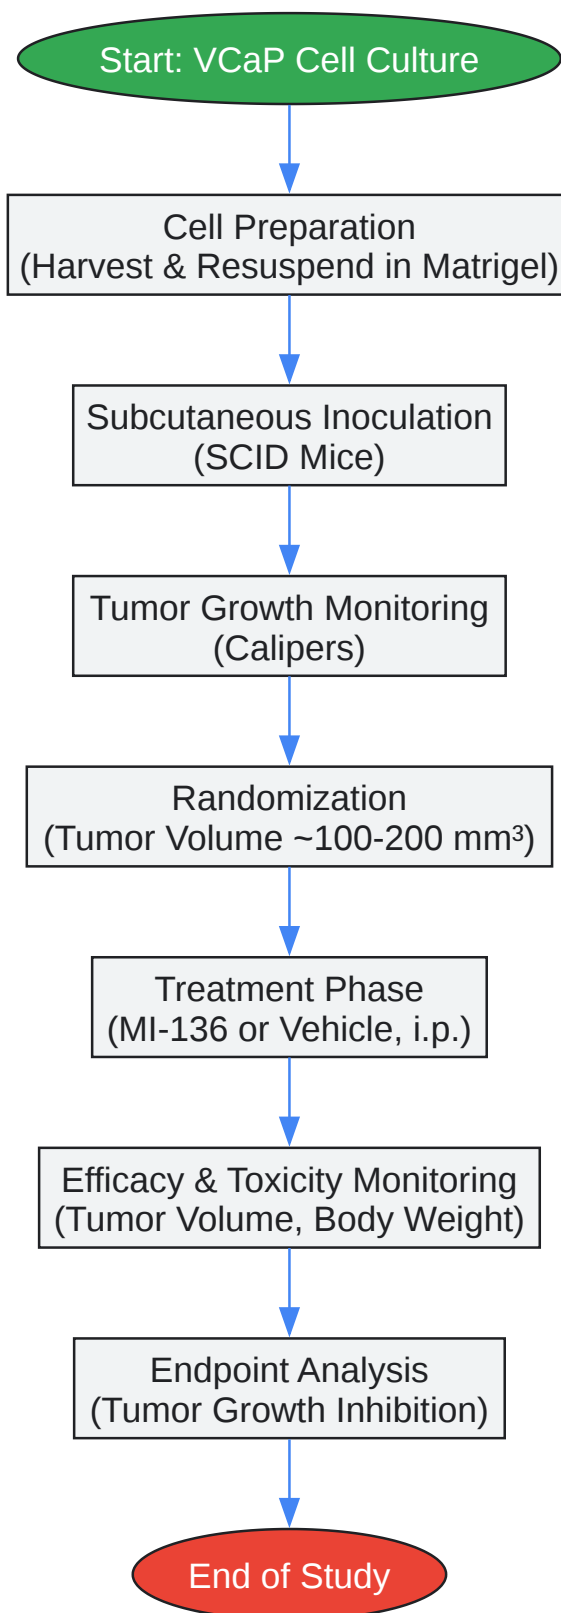 Start: VCaP Cell Culture
Cell Preparation
(Harvest & Resuspend in Matrigel)
Subcutaneous Inoculation
(SCID Mice)
Tumor Growth Monitoring
(Calipers)
Randomization
(Tumor Volume ~100-200 mm³)
Treatment Phase
(MI-136 or Vehicle, i.p.)
Efficacy & Toxicity Monitoring
(Tumor Volume, Body Weight)
Endpoint Analysis
(Tumor Growth Inhibition)
End of Study